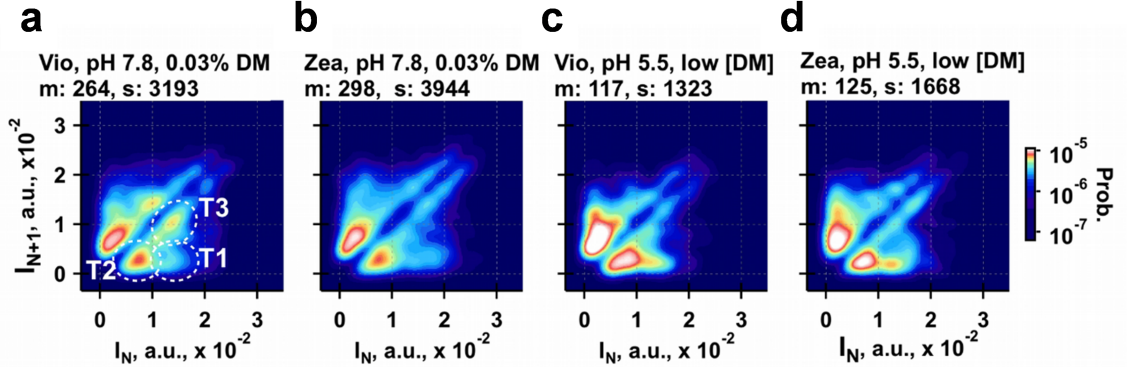 a
b
c
d
Vio, pH 7.8, 0.03% DM
m: 264, s: 3193
Zea, pH 7.8, 0.03% DM
m: 298, s: 3944
Vio, pH 5.5, low [DM]
m: 117, s: 1323
Zea, pH 5.5, low [DM]
m: 125, s: 1668
I_N+1, a.u., x10^-2
3
2
1
0
T3
T2
T1
10^-5
10^-6
10^-7
Prob.
0 1 2 3
0 1 2 3
0 1 2 3
0 1 2 3
I_N, a.u., x 10^-2
I_N, a.u., x 10^-2
I_N, a.u., x 10^-2
I_N, a.u., x 10^-2